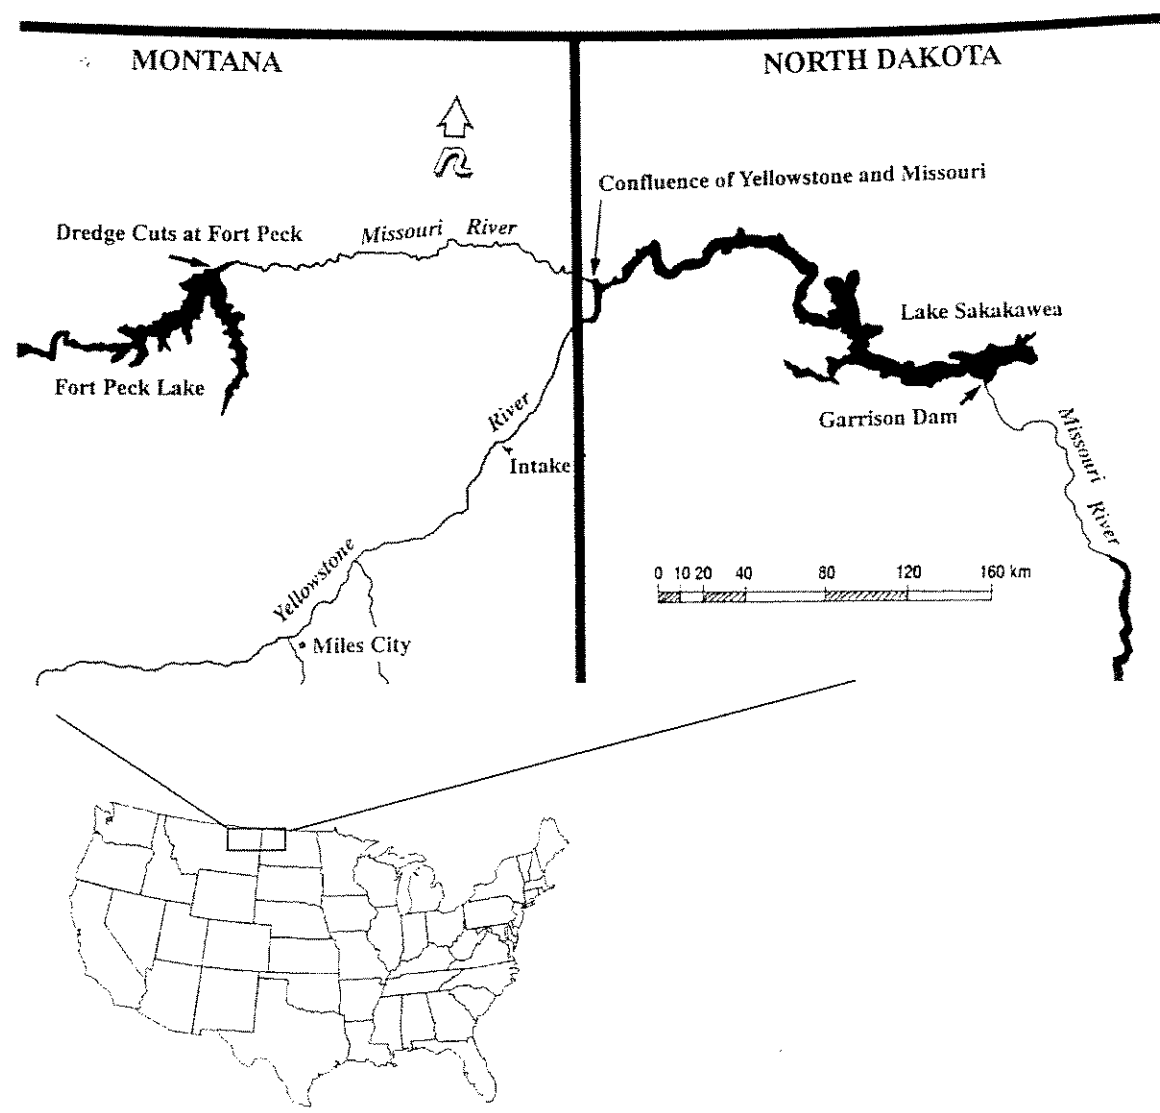 MONTANA
NORTH DAKOTA
Confluence of Yellowstone and Missouri
Dredge Cuts at Fort Peck
Missouri River
Lake Sakakawea
Fort Peck Lake
Garrison Dam
River
Intake
Missouri River
Yellowstone
0 10 20 40 80 120 160 km
Miles City